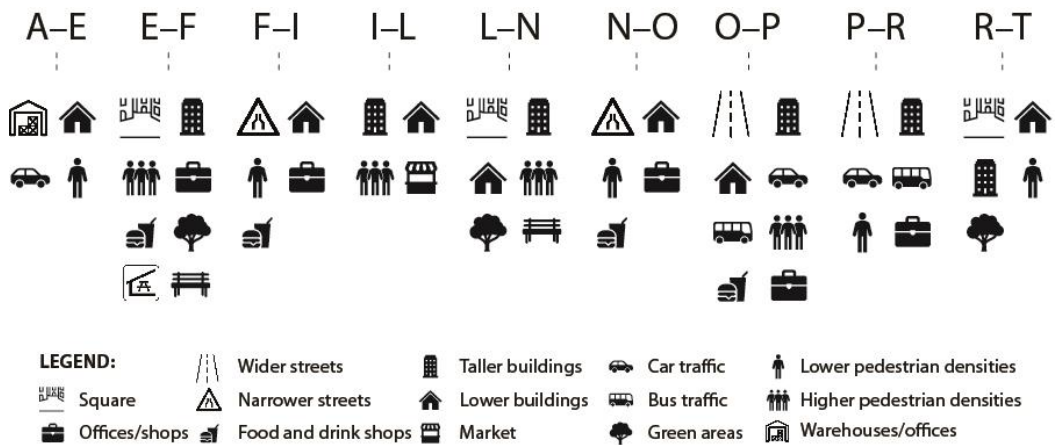 A–E E–F F–I I–L L–N N–O O–P P–R R–T
LEGEND:
Wider streets Taller buildings Car traffic Lower pedestrian densities
Square Narrower streets Lower buildings Bus traffic Higher pedestrian densities
Offices/shops Food and drink shops Market Green areas Warehouses/offices